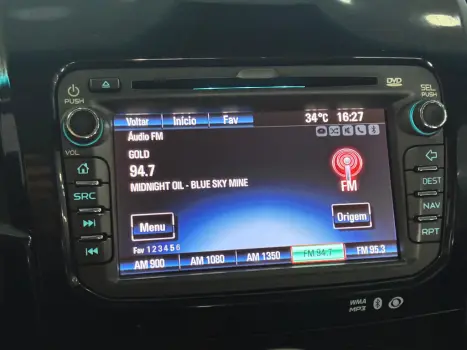 DVD
PUSH
SEL
PUSH
Voltar Início Fav 34°C 16:27
Áudio FM
GOLD
94.7
MIDNIGHT OIL - BLUE SKY MINE
FM
VOL
SRC
DEST
NAV
RPT
Menu Origem
Fav 1 2 3 4 5 6
AM 900 AM 1080 AM 1350 FM 94.7 FM 95.3
WMA
MP3